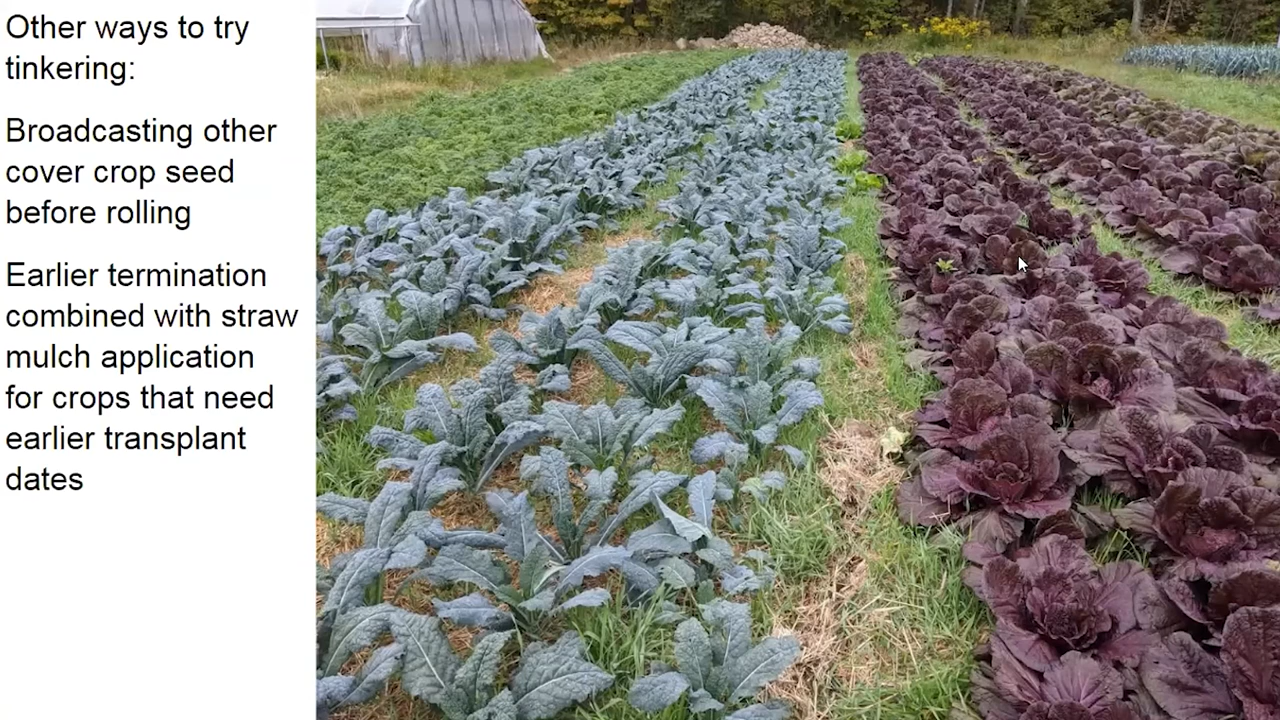 Other ways to try
tinkering:
Broadcasting other
cover crop seed
before rolling
Earlier termination
combined with straw
mulch application
for crops that need
earlier transplant
dates